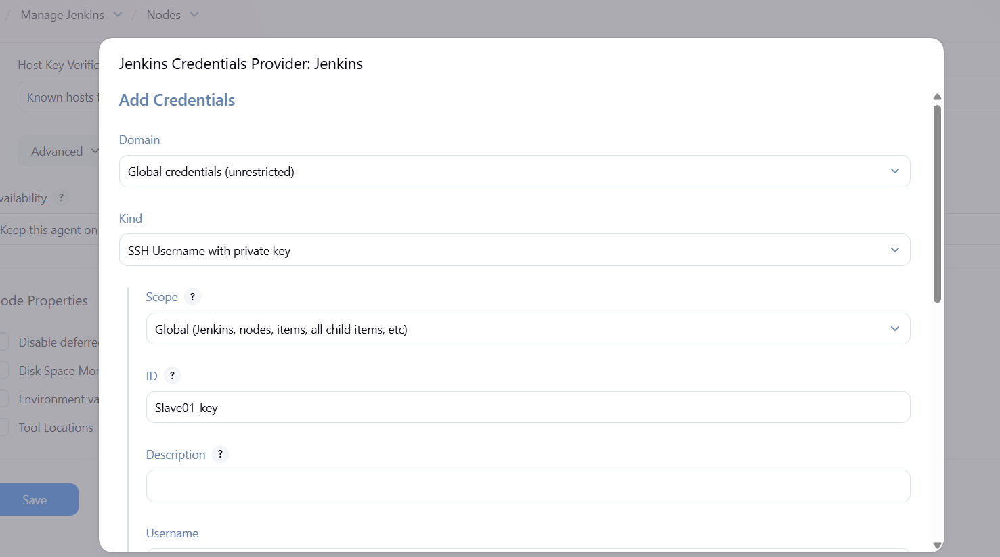 / Manage Jenkins / Nodes
Jenkins Credentials Provider: Jenkins
Add Credentials
Domain
Global credentials (unrestricted)
Kind
SSH Username with private key
Scope ?
Global (Jenkins, nodes, items, all child items, etc)
ID ?
Slave01_key
Description ?
Username
Host Key Verific
Known hosts
Advanced
vailability ?
Keep this agent on
ode Properties
Disable deferre
Disk Space Mor
Environment va
Tool Locations
Save